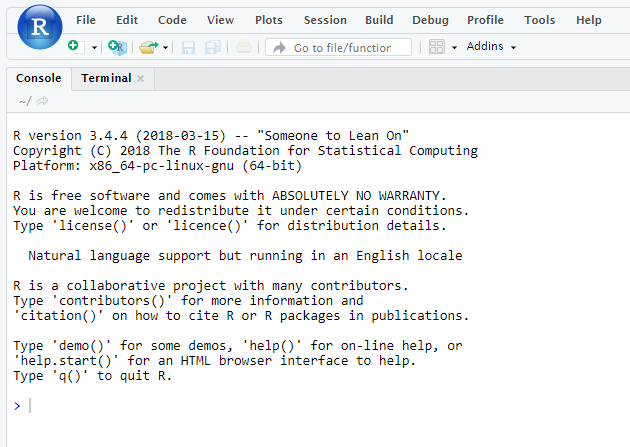 R
File Edit Code View Plots Session Build Debug Profile Tools Help
R
Go to file/function
Addins
Console Terminal
~/
R version 3.4.4 (2018-03-15) -- "Someone to Lean On"
Copyright (C) 2018 The R Foundation for Statistical Computing
Platform: x86_64-pc-linux-gnu (64-bit)
R is free software and comes with ABSOLUTELY NO WARRANTY.
You are welcome to redistribute it under certain conditions.
Type 'license()' or 'licence()' for distribution details.
Natural language support but running in an English locale
R is a collaborative project with many contributors.
Type 'contributors()' for more information and
'citation()' on how to cite R or R packages in publications.
Type 'demo()' for some demos, 'help()' for on-line help, or
'help.start()' for an HTML browser interface to help.
Type 'q()' to quit R.
>